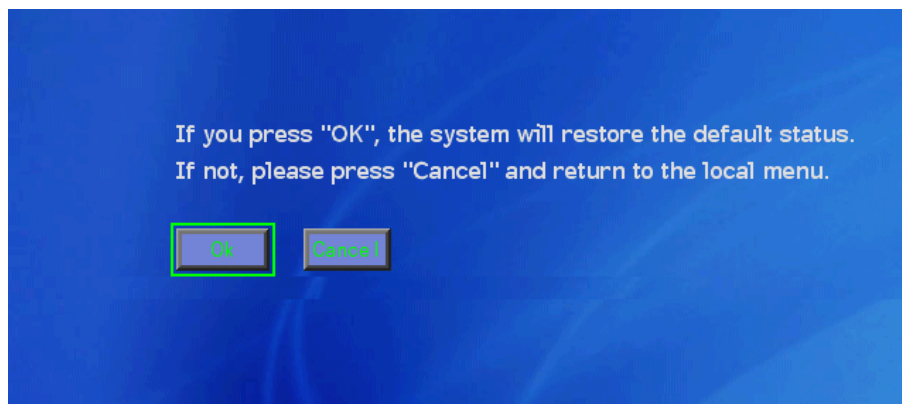 If you press "OK", the system will restore the default status.
If not, please press "Cancel" and return to the local menu.
Ok Cancel